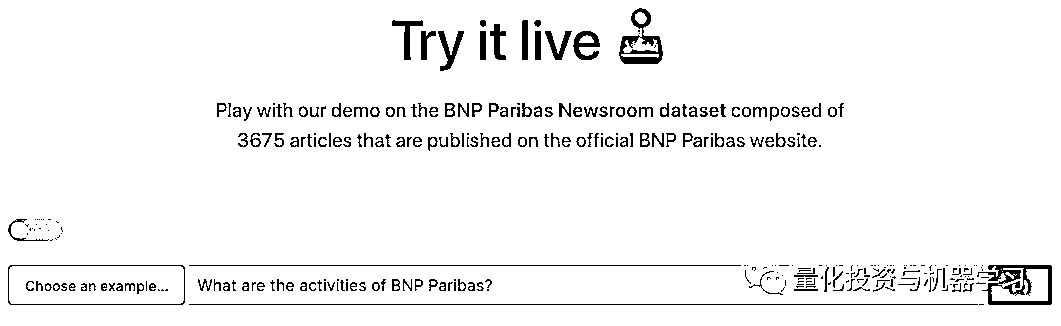 Try it live
Play with our demo on the BNP Paribas Newsroom dataset composed of
3675 articles that are published on the official BNP Paribas website.
Choose an example...
What are the activities of BNP Paribas?
量化投资与机器学习